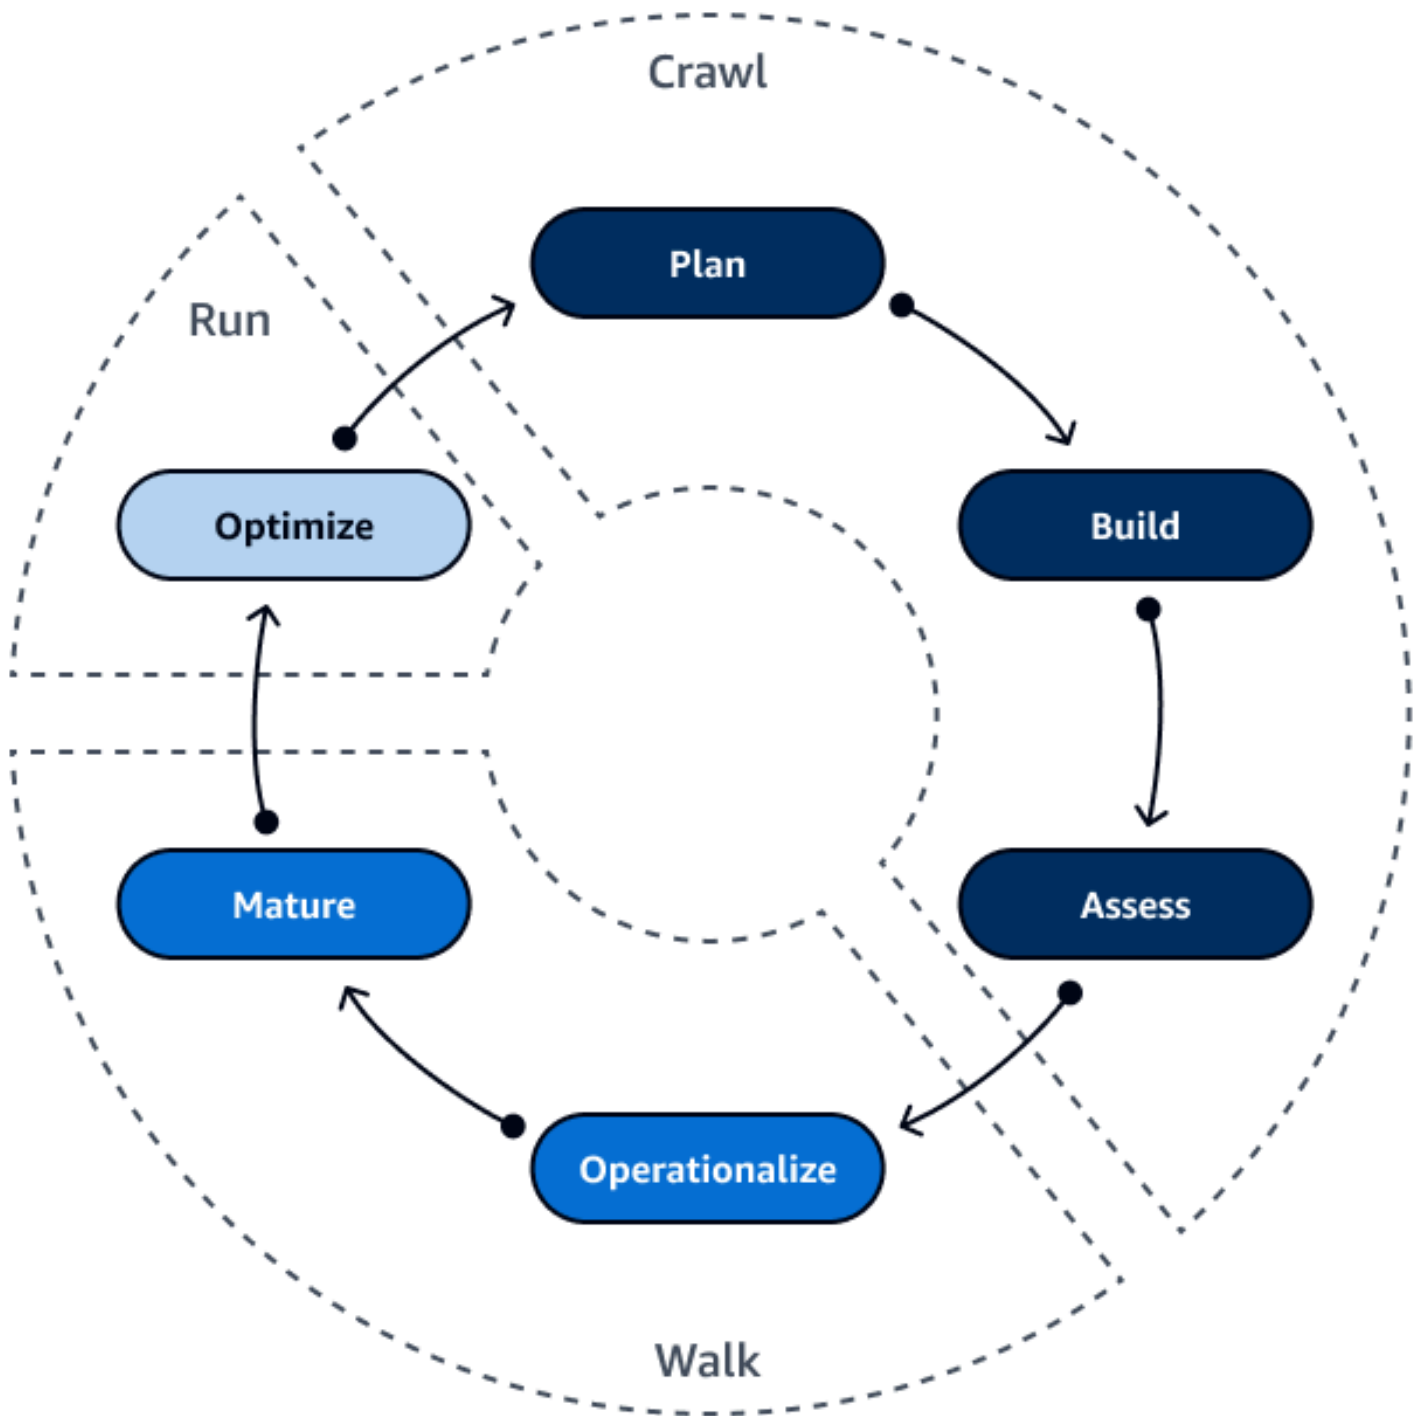 Crawl
Plan
Build
Assess
Operationalize
Walk
Mature
Optimize
Run